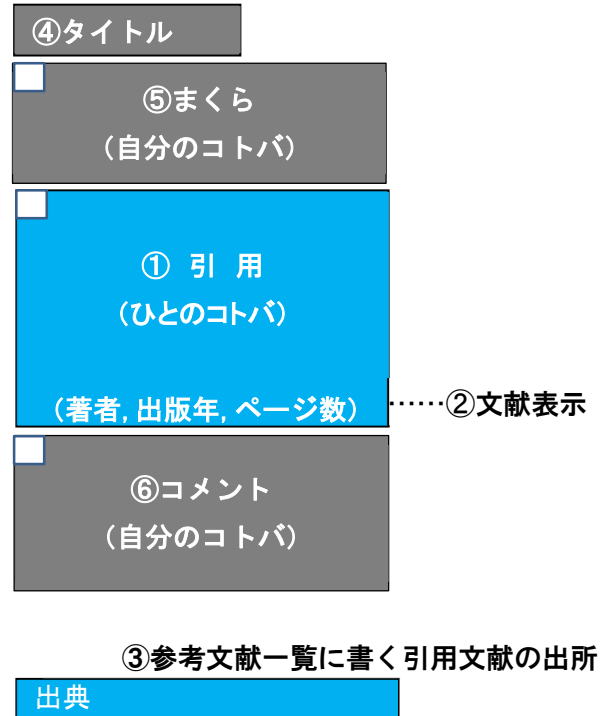 ④タイトル
⑤まくら
(自分のコトバ)
① 引 用
(ひとのコトバ)
(著者, 出版年, ページ数)
……②文献表示
⑥コメント
(自分のコトバ)
③参考文献一覧に書く引用文献の出所
出典